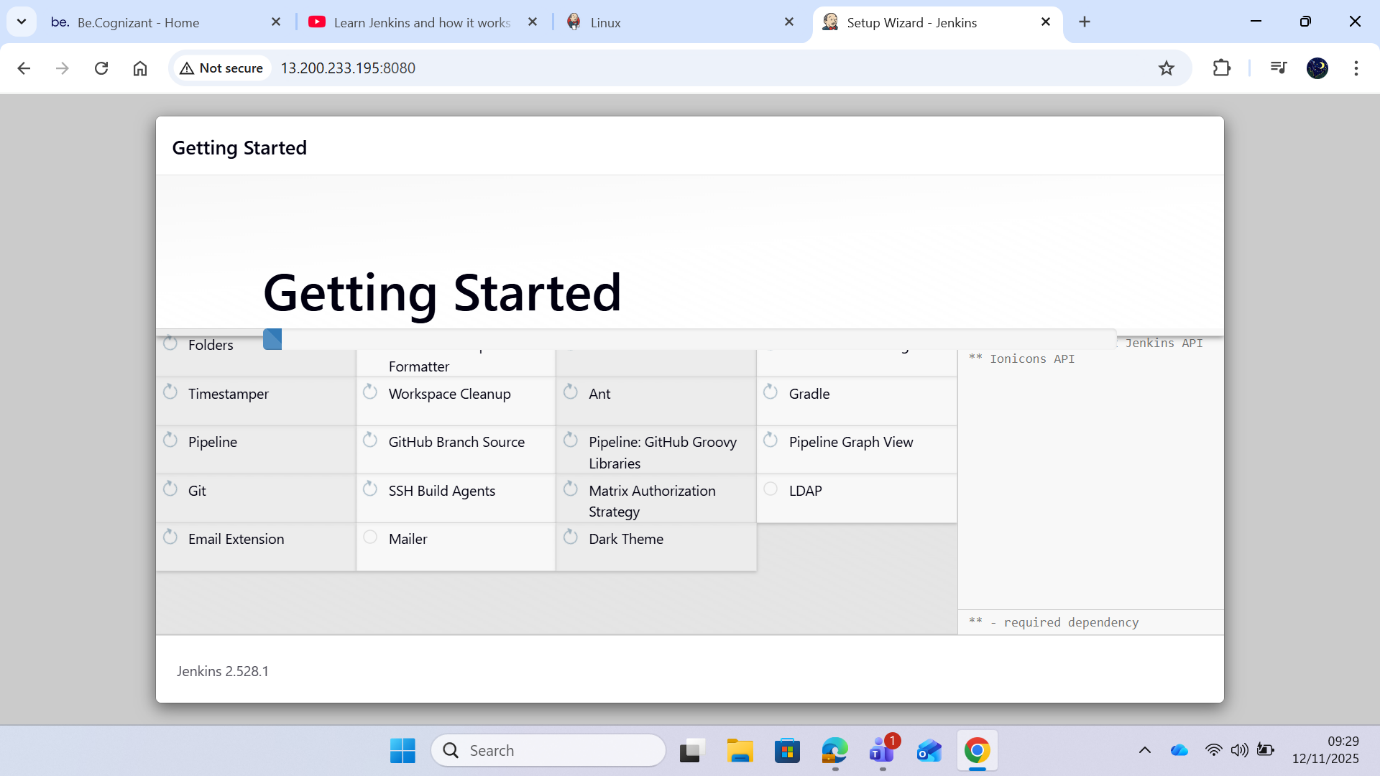 be. Be.Cognizant - Home
Learn Jenkins and how it works
Linux
Setup Wizard - Jenkins
Not secure
13.200.233.195:8080
Getting Started
Getting Started
Folders
Formatter
Jenkins API
** Ionicons API
Timestamper
Workspace Cleanup
Ant
Gradle
Pipeline
GitHub Branch Source
Pipeline: GitHub Groovy
Libraries
Pipeline Graph View
Git
SSH Build Agents
Matrix Authorization
Strategy
LDAP
Email Extension
Mailer
Dark Theme
** - required dependency
Jenkins 2.528.1
Search
1
09:29
12/11/2025